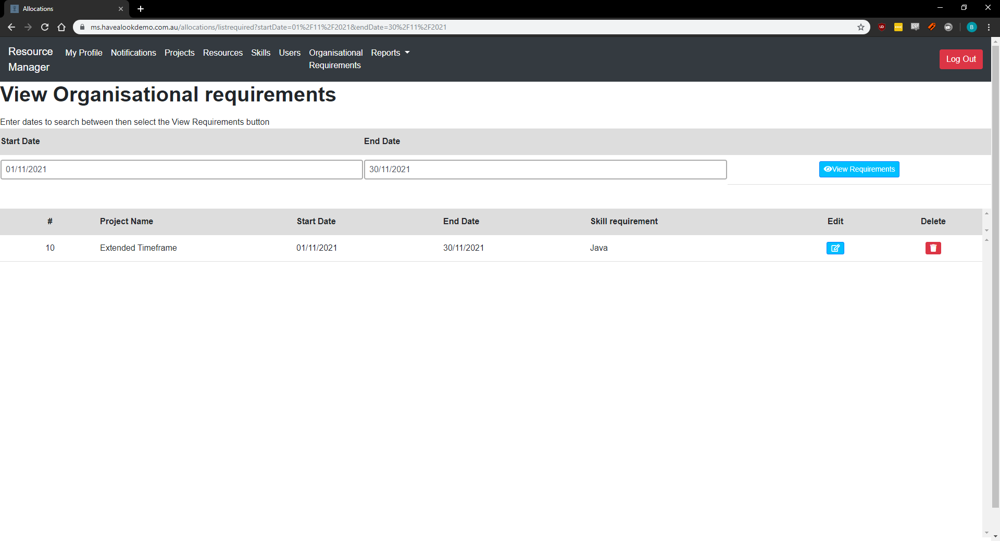 Allocations
ms.havealookdemo.com.au/allocations/listrequired?startDate=01%2F11%2F2021&endDate=30%2F11%2F2021
B
Resource Manager
My Profile Notifications Projects Resources Skills Users Organisational Requirements Reports
Log Out
View Organisational requirements
Enter dates to search between then select the View Requirements button
Start Date End Date
01/11/2021 30/11/2021 View Requirements
# Project Name Start Date End Date Skill requirement Edit Delete
10 Extended Timeframe 01/11/2021 30/11/2021 Java